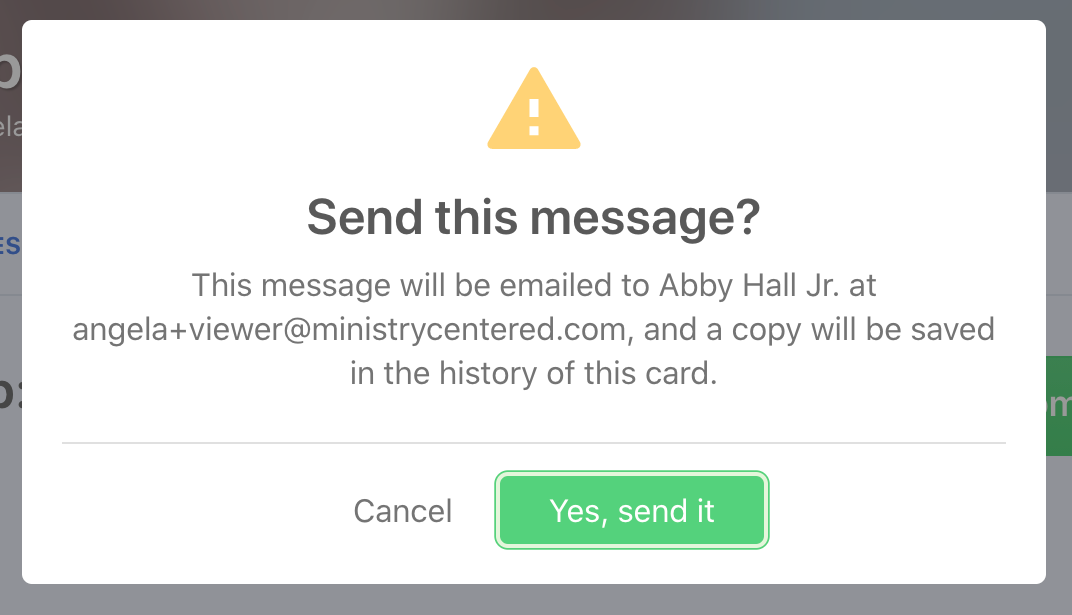 Send this message?
This message will be emailed to Abby Hall Jr. at
angela+viewer@ministrycentered.com, and a copy will be saved
in the history of this card.
Cancel
Yes, send it